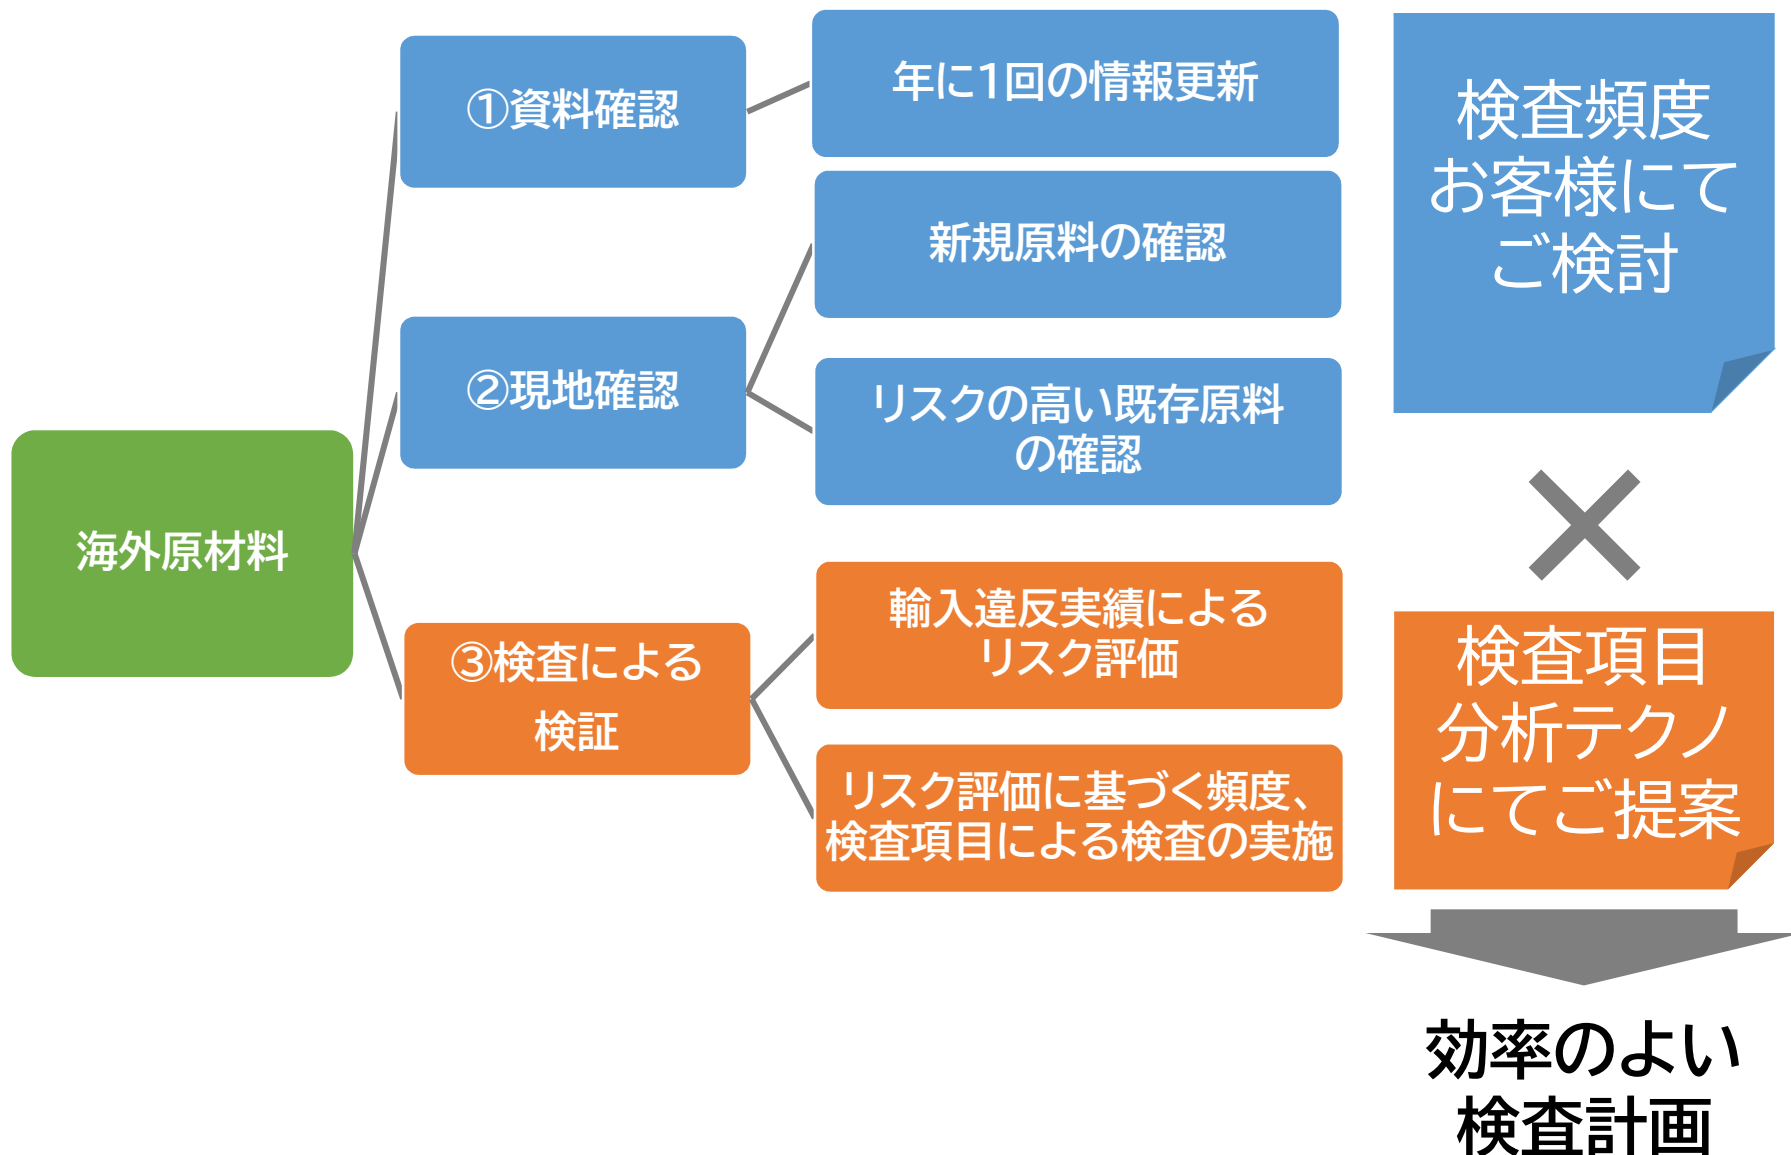 海外原材料
①資料確認
年に1回の情報更新
②現地確認
新規原料の確認
リスクの高い既存原料
の確認
③検査による
検証
輸入違反実績による
リスク評価
リスク評価に基づく頻度、
検査項目による検査の実施
検査頻度
お客様にて
ご検討
×
検査項目
分析テクノ
にてご提案
効率のよい
検査計画